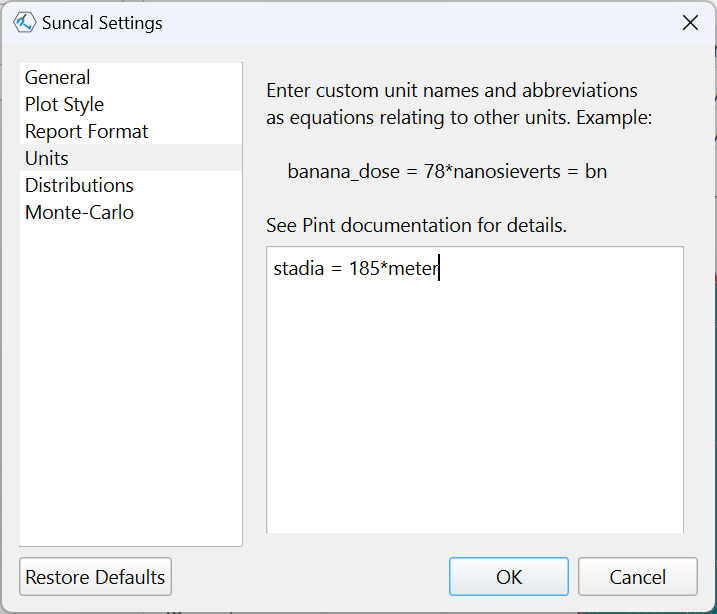 Suncal Settings
General
Plot Style
Report Format
Units
Distributions
Monte-Carlo
Enter custom unit names and abbreviations
as equations relating to other units. Example:
banana_dose = 78*nanosieverts = bn
See Pint documentation for details.
stadia = 185*meter
Restore Defaults
OK
Cancel